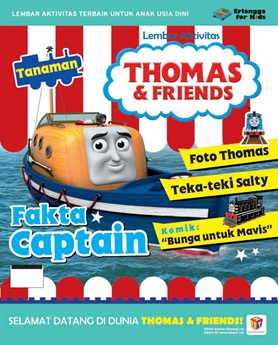 LEMBAR AKTIVITAS TERBAIK UNTUK ANAK USIA DINI
Erlangga
for Kids
Lembar Aktivitas
Tanaman
THOMAS
& FRIENDS
Foto Thomas
Teka-teki Salty
Komik:
"Bunga untuk Mavis"
Fakta
Captain
SELAMAT DATANG DI DUNIA THOMAS & FRIENDS!